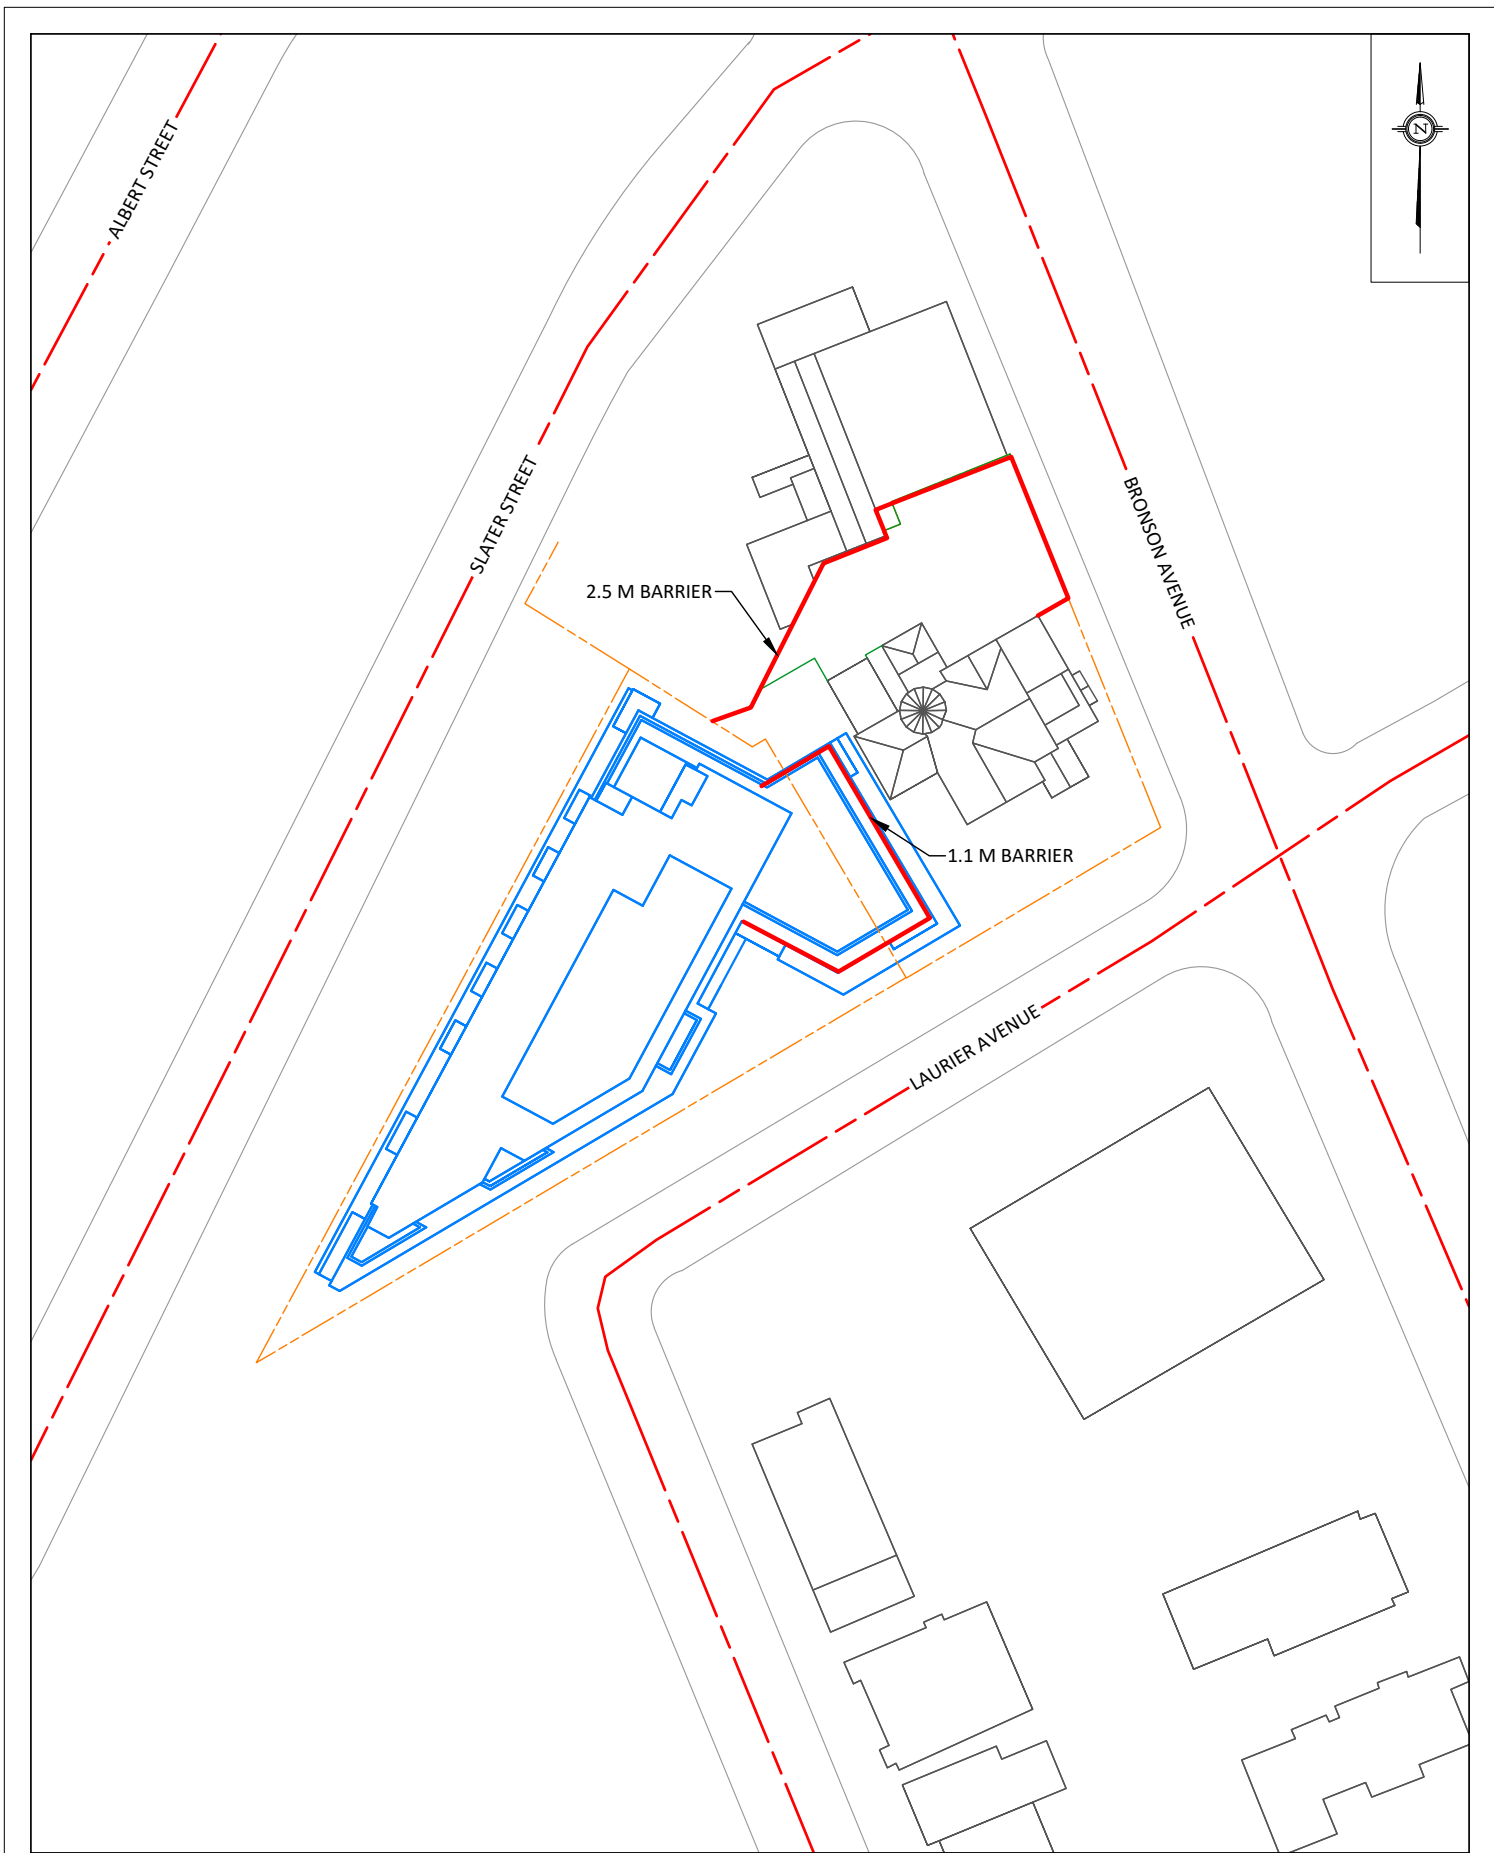 ALBERT STREET
N
SLATER STREET
BRONSON AVENUE
2.5 M BARRIER
1.1 M BARRIER
LAURIER AVENUE